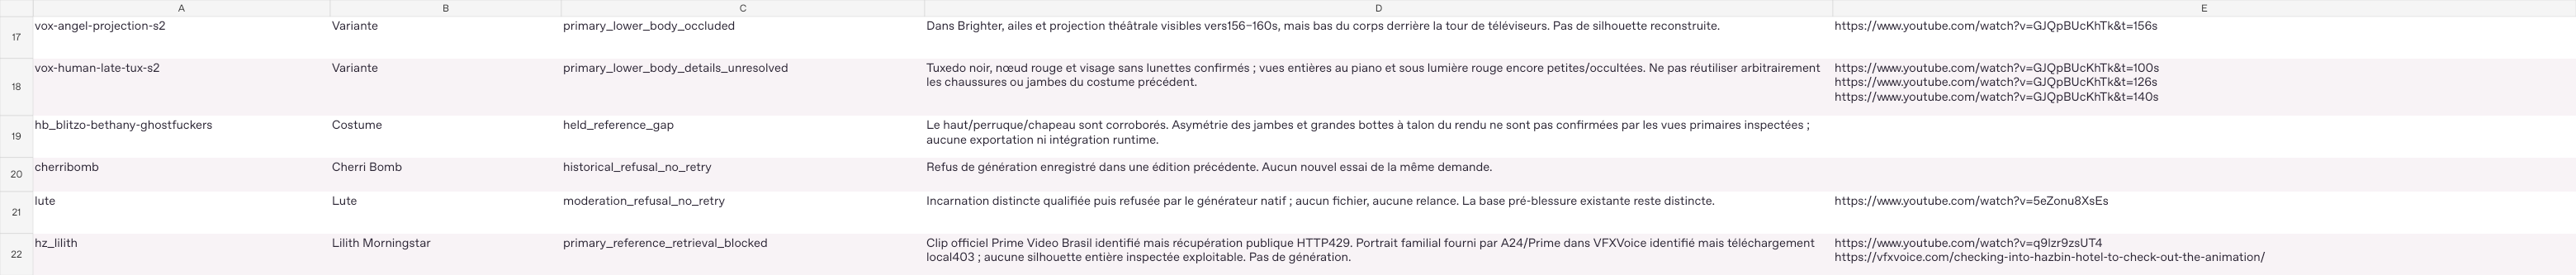 A B C D E
17 vox-angel-projection-s2 Variante primary_lower_body_occluded Dans Brighter, ailes et projection théâtrale visibles vers156–160s, mais bas du corps derrière la tour de téléviseurs. Pas de silhouette reconstruite. https://www.youtube.com/watch?v=GJQpBUcKhTk&t=156s
18 vox-human-late-tux-s2 Variante primary_lower_body_details_unresolved Tuxedo noir, nœud rouge et visage sans lunettes confirmés ; vues entières au piano et sous lumière rouge encore petites/occultées. Ne pas réutiliser arbitrairement https://www.youtube.com/watch?v=GJQpBUcKhTk&t=100s
les chaussures ou jambes du costume précédent. https://www.youtube.com/watch?v=GJQpBUcKhTk&t=126s
https://www.youtube.com/watch?v=GJQpBUcKhTk&t=140s
19 hb_blitzo-bethany-ghostfuckers Costume held_reference_gap Le haut/perruque/chapeau sont corroborés. Asymétrie des jambes et grandes bottes à talon du rendu ne sont pas confirmées par les vues primaires inspectées ;
aucune exportation ni intégration runtime.
20 cherribomb Cherri Bomb historical_refusal_no_retry Refus de génération enregistré dans une édition précédente. Aucun nouvel essai de la même demande.
21 lute Lute moderation_refusal_no_retry Incarnation distincte qualifiée puis refusée par le générateur natif ; aucun fichier, aucune relance. La base pré-blessure existante reste distincte. https://www.youtube.com/watch?v=5eZonu8XsEs
22 hz_lilith Lilith Morningstar primary_reference_retrieval_blocked Clip officiel Prime Video Brasil identifié mais récupération publique HTTP429. Portrait familial fourni par A24/Prime dans VFXVoice identifié mais téléchargement https://www.youtube.com/watch?v=q9lzr9zsUT4
local403 ; aucune silhouette entière inspectée exploitable. Pas de génération. https://vfxvoice.com/checking-into-hazbin-hotel-to-check-out-the-animation/